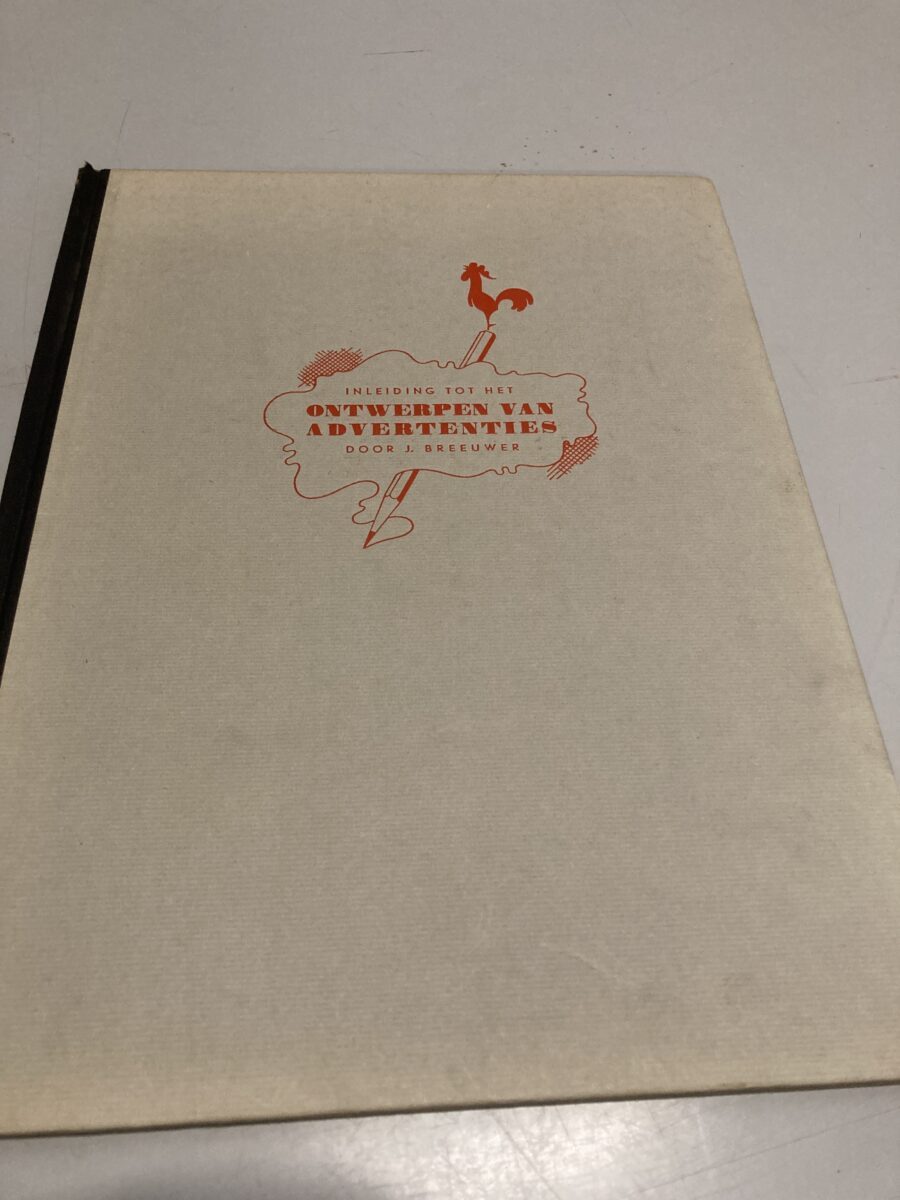 INLEIDING TOT HET
ONTWERPEN VAN
ADVERTENTIES
DOOR J. BREEUWER